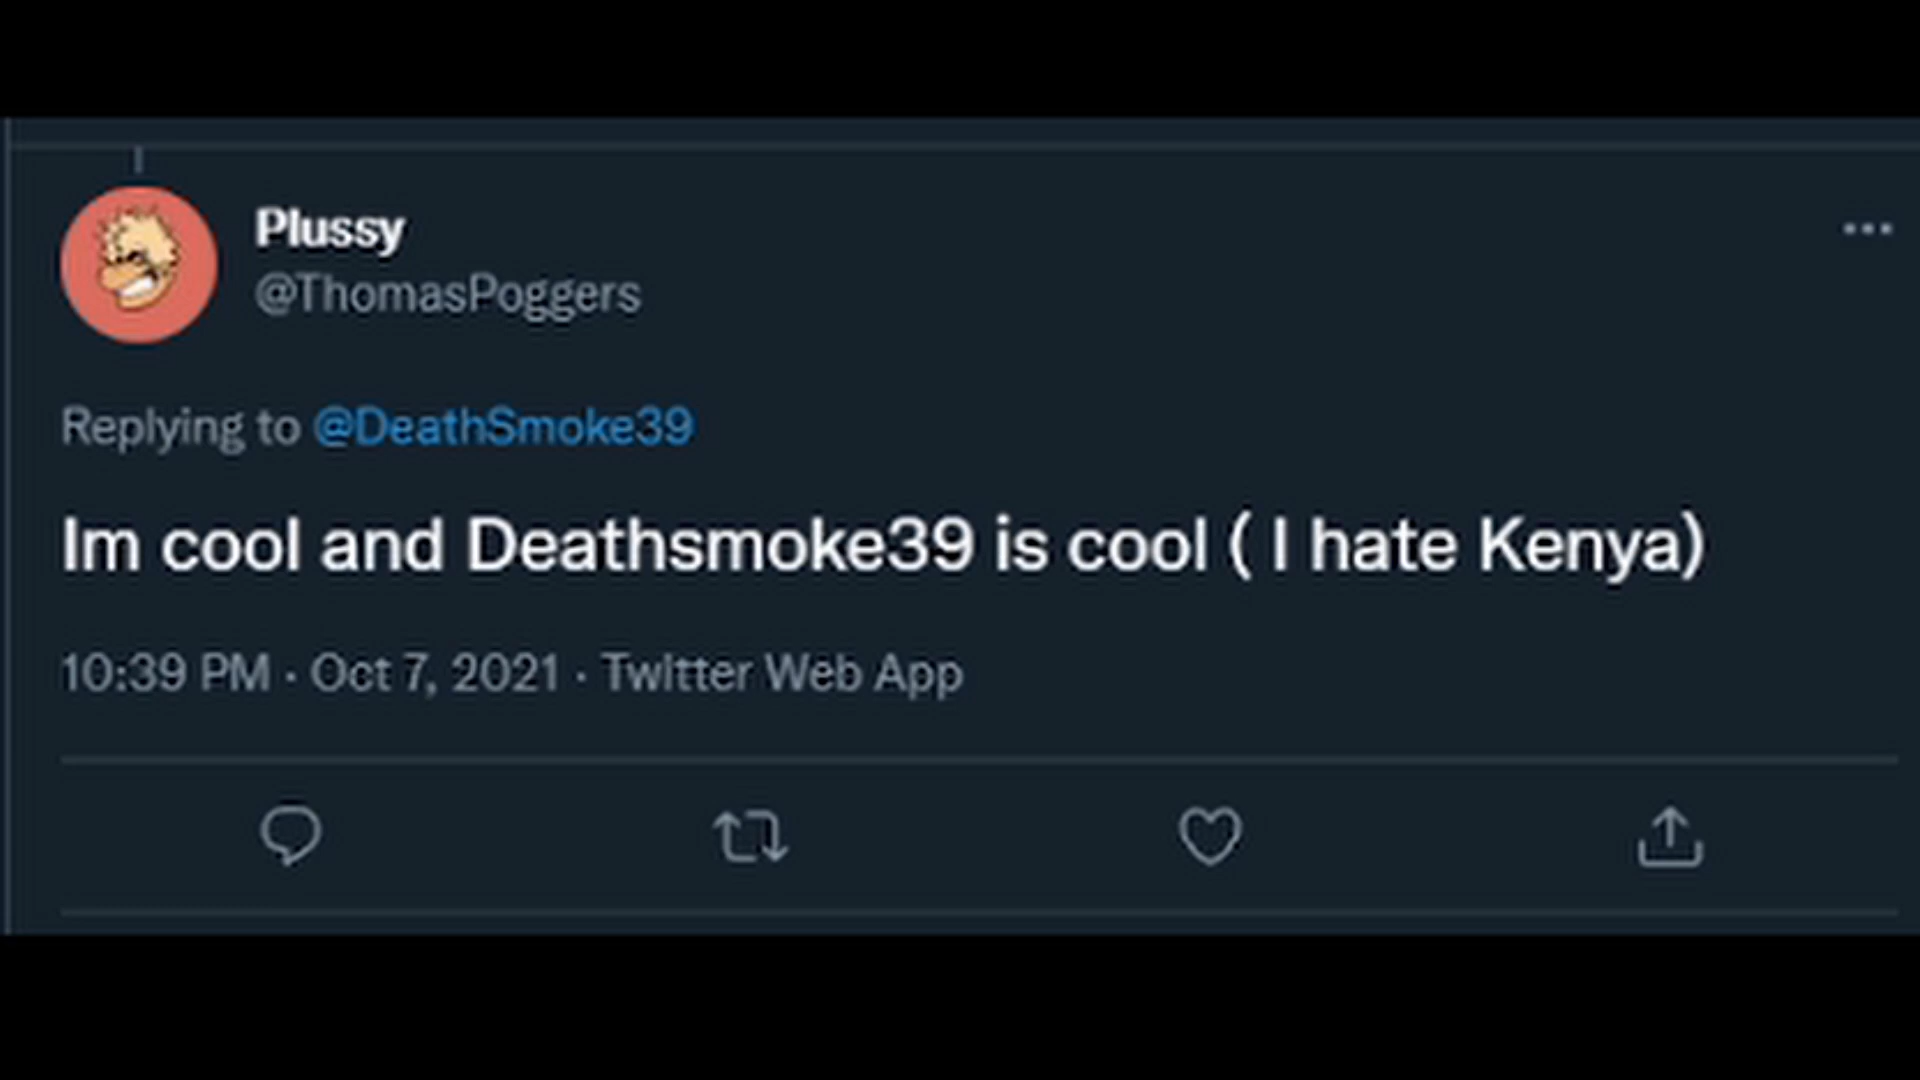 Plussy
@ThomasPoggers
Replying to @DeathSmoke39
Im cool and Deathsmoke39 is cool ( I hate Kenya)
10:39 PM · Oct 7, 2021 · Twitter Web App